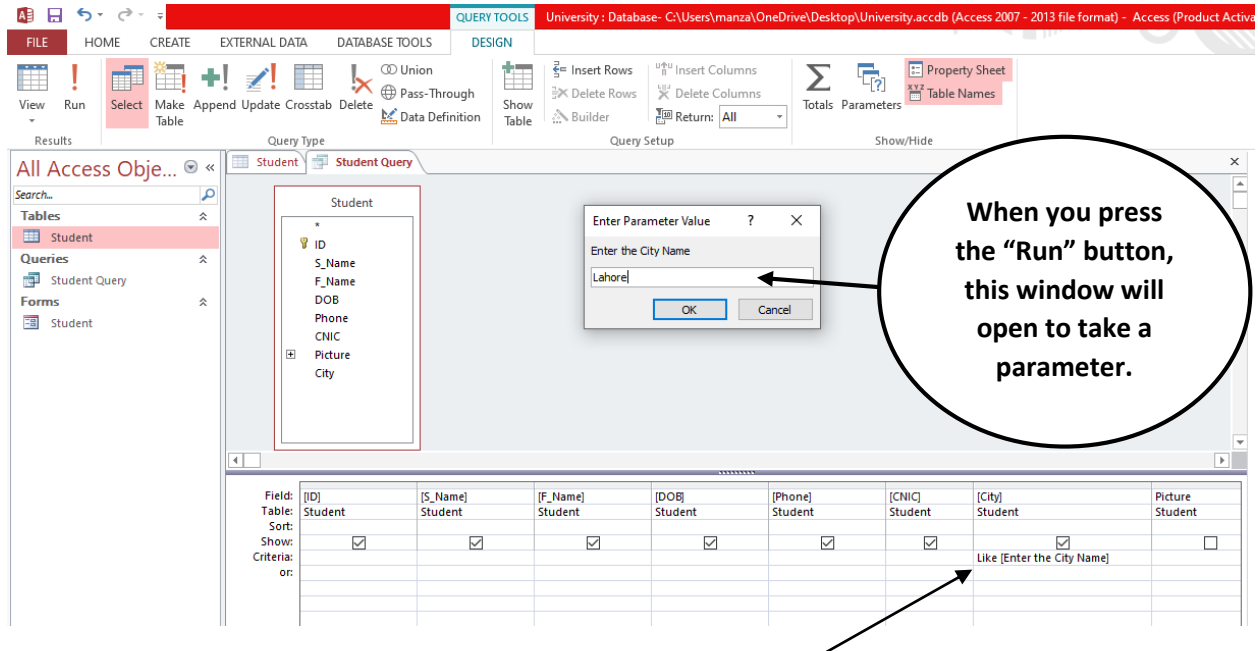 QUERY TOOLS University : Database- C:\Users\manza\OneDrive\Desktop\University.accdb (Access 2007 - 2013 file format) - Access (Product Activa
FILE HOME CREATE EXTERNAL DATA DATABASE TOOLS DESIGN
View
Run
Select
Make Table
Append
Update
Crosstab
Delete
Union
Pass-Through
Data Definition
Show Table
Insert Rows
Delete Rows
Builder
Insert Columns
Delete Columns
Return: All
Totals
Parameters
Property Sheet
Table Names
Results Query Type Query Setup Show/Hide
All Access Obje...
Search...
Tables
Student
Queries
Student Query
Forms
Student
Student Student Query
Student
*
ID
S_Name
F_Name
DOB
Phone
CNIC
Picture
City
Enter Parameter Value ? X
Enter the City Name
Lahore
OK Cancel
When you press
the “Run” button,
this window will
open to take a
parameter.
Field: [ID] [S_Name] [F_Name] [DOB] [Phone] [CNIC] [City] Picture
Table: Student Student Student Student Student Student Student Student
Sort:
Show:
Criteria: Like [Enter the City Name]
or: